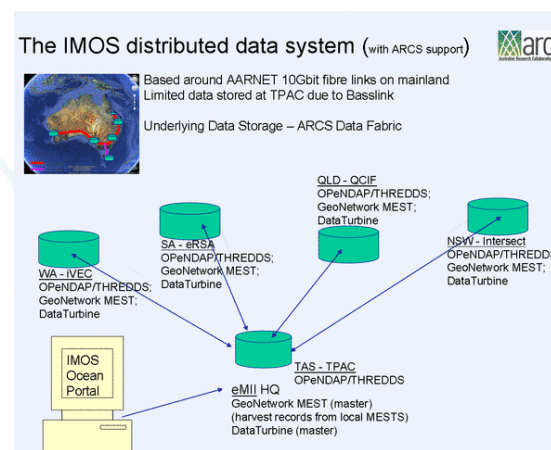 The IMOS distributed data system (with ARCS support)
arc
Australian Research Collaborat
Based around AARNET 10Gbit fibre links on mainland
Limited data stored at TPAC due to Basslink
Underlying Data Storage – ARCS Data Fabric
QLD - QCIF
OPeNDAP/THREDDS;
GeoNetwork MEST;
DataTurbine
SA - eRSA
OPeNDAP/THREDDS;
GeoNetwork MEST;
DataTurbine
NSW - Intersect
OPeNDAP/THREDDS
GeoNetwork MEST;
DataTurbine
WA - iVEC
OPeNDAP/THREDDS;
GeoNetwork MEST;
DataTurbine
IMOS
Ocean
Portal
TAS - TPAC
OPeNDAP/THREDDS
eMII HQ
GeoNetwork MEST (master)
(harvest records from local MESTS)
DataTurbine (master)